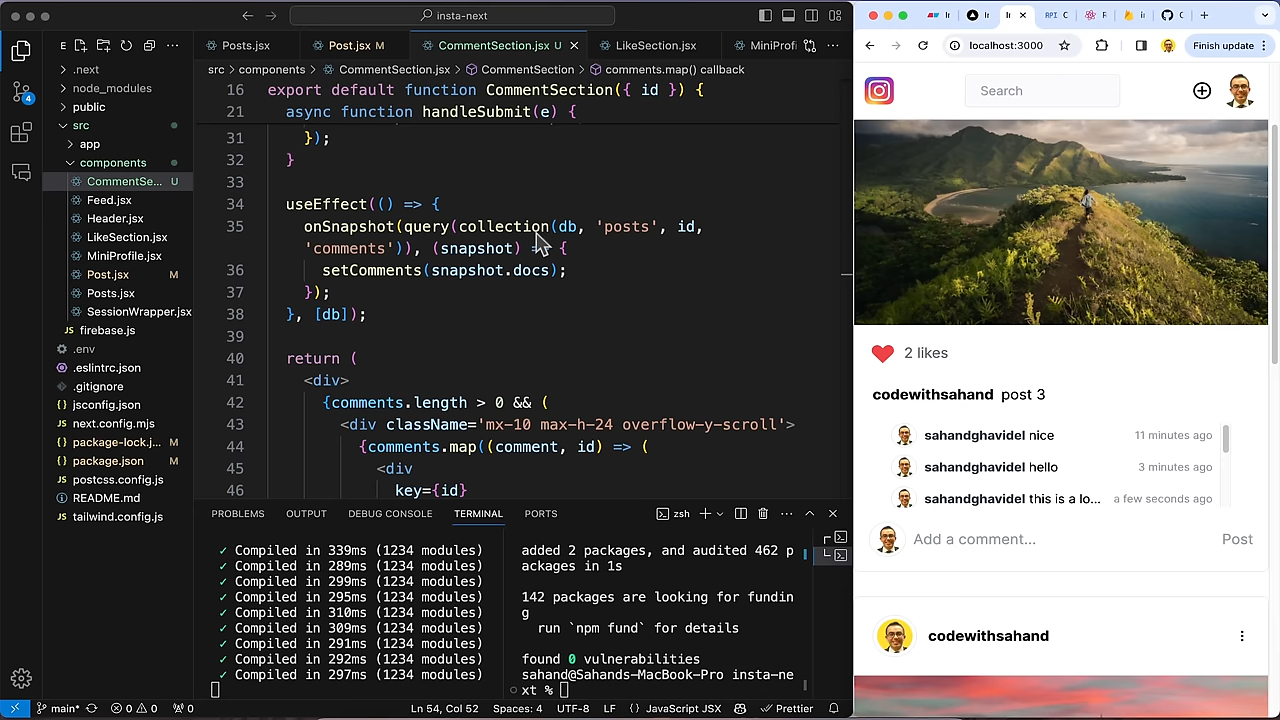 insta-next
Posts.jsx
Post.jsx M
CommentSection.jsx U
LikeSection.jsx
MiniProfi
src > components > CommentSection.jsx > CommentSection > comments.map() callback
.next
node_modules
public
src
app
components
CommentSe... U
Feed.jsx
Header.jsx
LikeSection.jsx
MiniProfile.jsx
Post.jsx M
Posts.jsx
SessionWrapper.jsx
firebase.js
.env
.eslintrc.json
.gitignore
jsconfig.json
next.config.mjs
package-lock.j... M
package.json M
postcss.config.js
README.md
tailwind.config.js
4
16 export default function CommentSection({ id }) {
21 async function handleSubmit(e) {
31 });
32 }
33
34 useEffect(() => {
35 onSnapshot(query(collection(db, 'posts', id,
'comments')), (snapshot) = {
36 setComments(snapshot.docs);
37 });
38 }, [db]);
39
40 return (
41 <div>
42 {comments.length > 0 && (
43 <div className='mx-10 max-h-24 overflow-y-scroll'>
44 {comments.map((comment, id) => (
45 <div
46 key={id}
PROBLEMS OUTPUT DEBUG CONSOLE TERMINAL PORTS
zsh
✓ Compiled in 339ms (1234 modules)
✓ Compiled in 289ms (1234 modules)
✓ Compiled in 299ms (1234 modules)
✓ Compiled in 295ms (1234 modules)
✓ Compiled in 310ms (1234 modules)
✓ Compiled in 309ms (1234 modules)
✓ Compiled in 291ms (1234 modules)
✓ Compiled in 292ms (1234 modules)
✓ Compiled in 297ms (1234 modules)
added 2 packages, and audited 462 p
ackages in 1s
142 packages are looking for fundin
g
run `npm fund` for details
found 0 vulnerabilities
sahand@Sahands-MacBook-Pro insta-ne
xt %
main* 0 0 0 Ln 54, Col 52 Spaces: 4 UTF-8 LF {} JavaScript JSX Prettier
localhost:3000
Finish update
Search
2 likes
codewithsahand post 3
sahandghavidel nice 11 minutes ago
sahandghavidel hello 3 minutes ago
sahandghavidel this is a lo... a few seconds ago
Add a comment... Post
codewithsahand